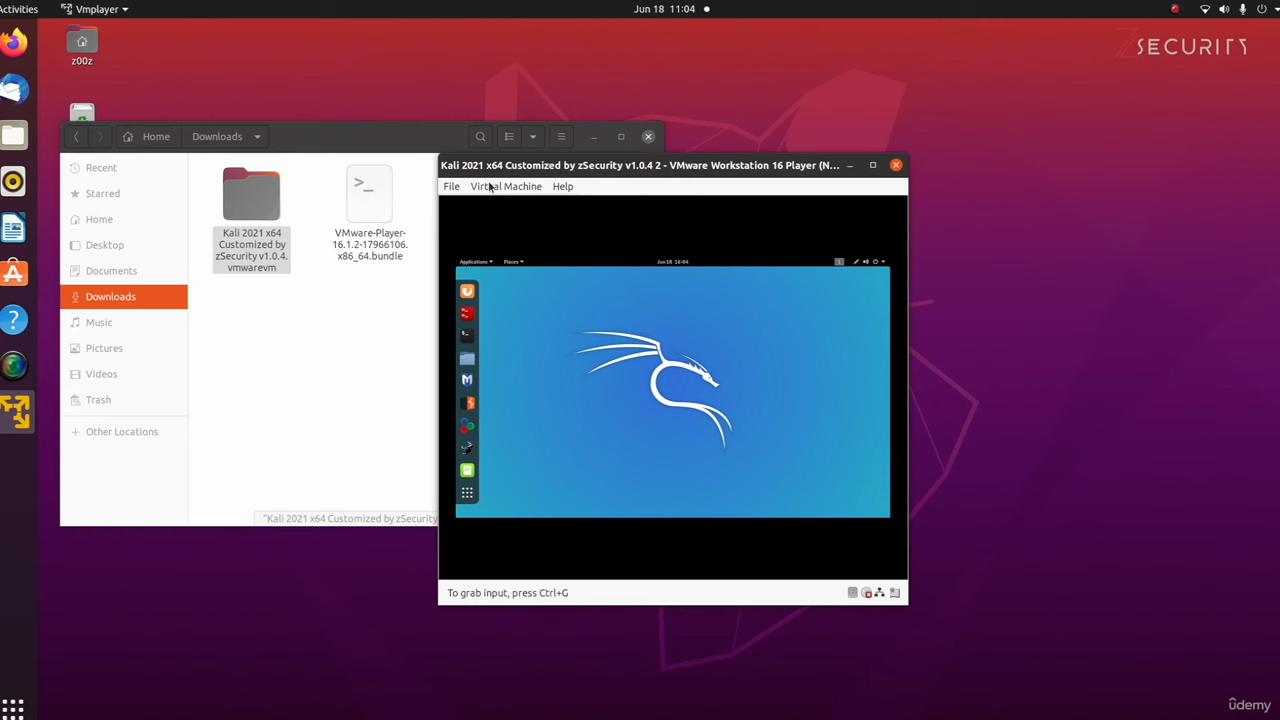 Activities
Vmplayer
Jun 18 11:04
ZSECURITY
z00z
Home
Downloads
Recent
Starred
Home
Desktop
Documents
Downloads
Music
Pictures
Videos
Trash
+ Other Locations
Kali 2021 x64
Customized by
zSecurity v1.0.4.
vmwarevm
VMware-Player-
16.1.2-17966106.
x86_64.bundle
"Kali 2021 x64 Customized by zSecurity
Kali 2021 x64 Customized by zSecurity v1.0.4 2 - VMware Workstation 16 Player (N...
File
Virtual Machine
Help
Applications
Places
Jun 18 16:04
1
To grab input, press Ctrl+G
ûdemy